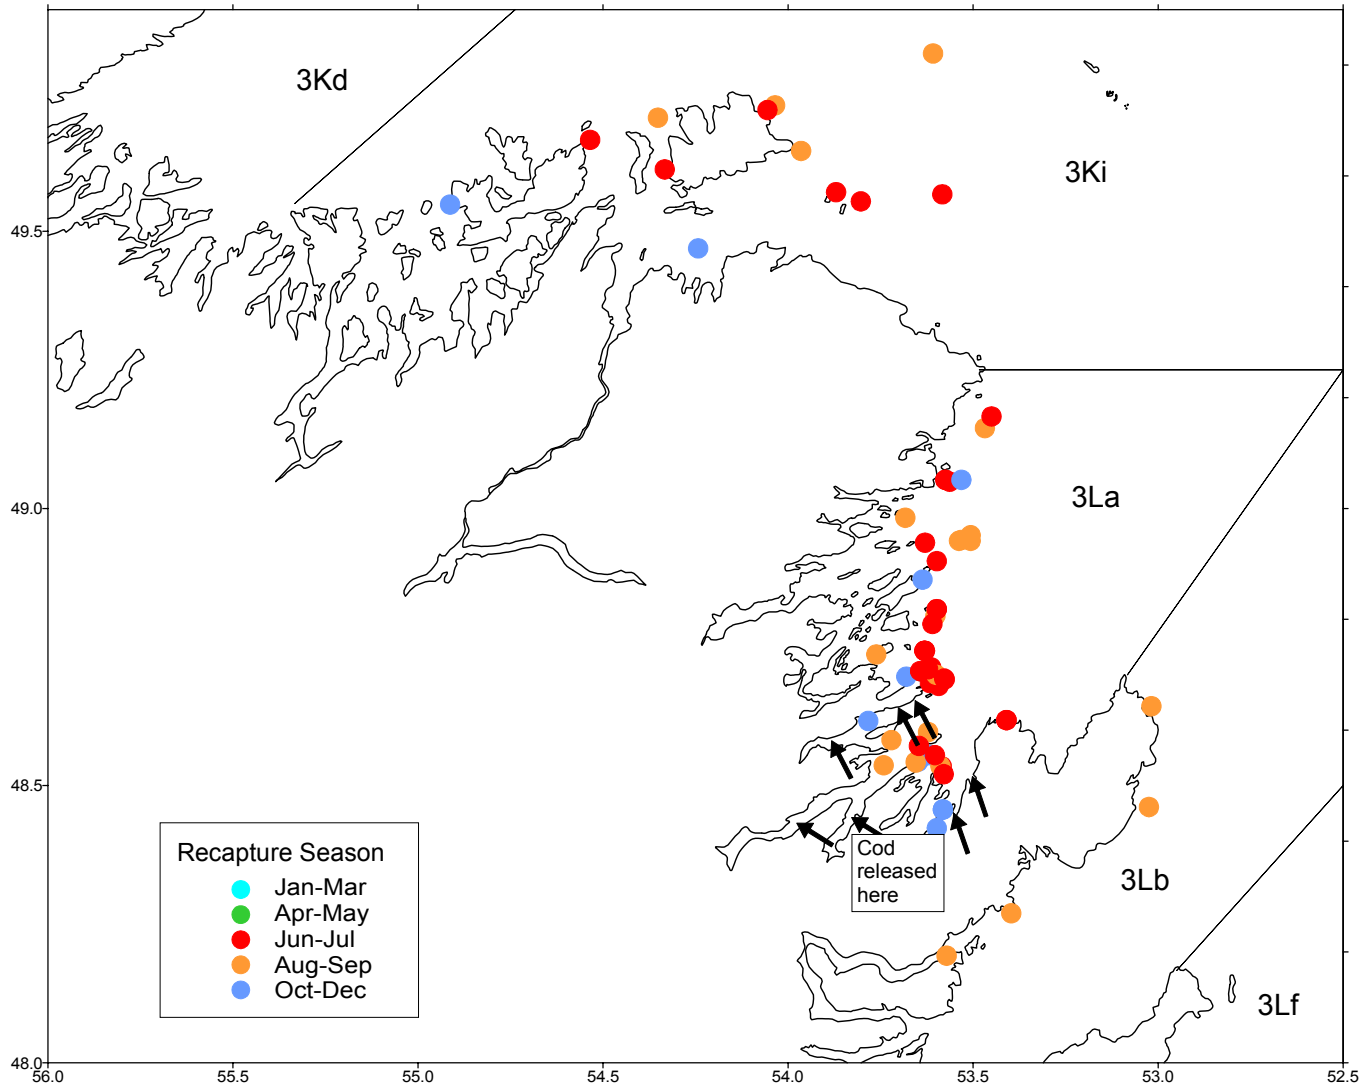 3Kd
3Ki
49.5
49.0
3La
48.5
Recapture Season
Jan-Mar
Apr-May
Jun-Jul
Aug-Sep
Oct-Dec
Cod
released
here
3Lb
3Lf
48.0
56.0 55.5 55.0 54.5 54.0 53.5 53.0 52.5